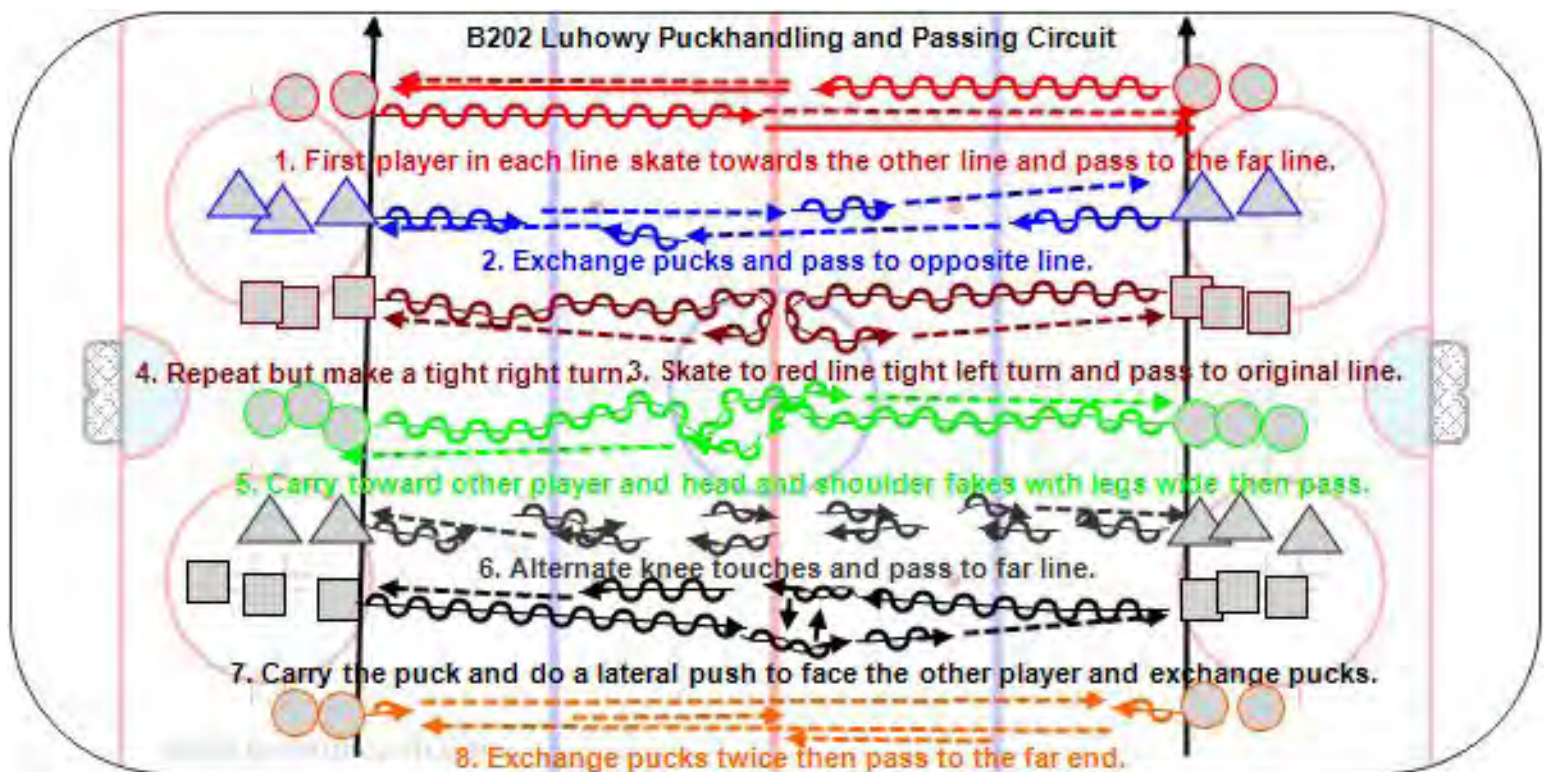 B202 Luhowy Puckhandling and Passing Circuit
1. First player in each line skate towards the other line and pass to the far line.
2. Exchange pucks and pass to opposite line.
4. Repeat but make a tight right turn.
3. Skate to red line tight left turn and pass to original line.
5. Carry toward other player and head and shoulder fakes with legs wide then pass.
6. Alternate knee touches and pass to far line.
7. Carry the puck and do a lateral push to face the other player and exchange pucks.
8. Exchange pucks twice then pass to the far end.